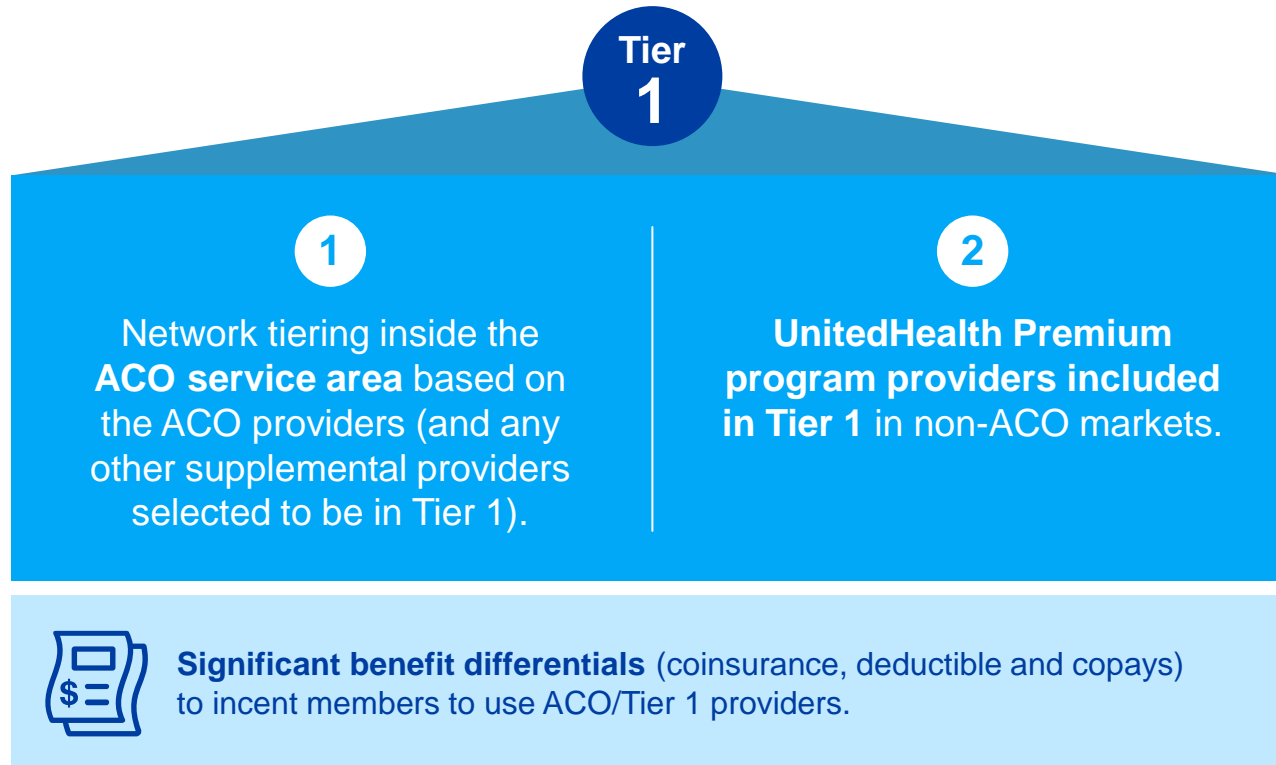 Tier
1
1
Network tiering inside the
ACO service area based on
the ACO providers (and any
other supplemental providers
selected to be in Tier 1).
2
UnitedHealth Premium
program providers included
in Tier 1 in non-ACO markets.
$
Significant benefit differentials (coinsurance, deductible and copays)
to incent members to use ACO/Tier 1 providers.